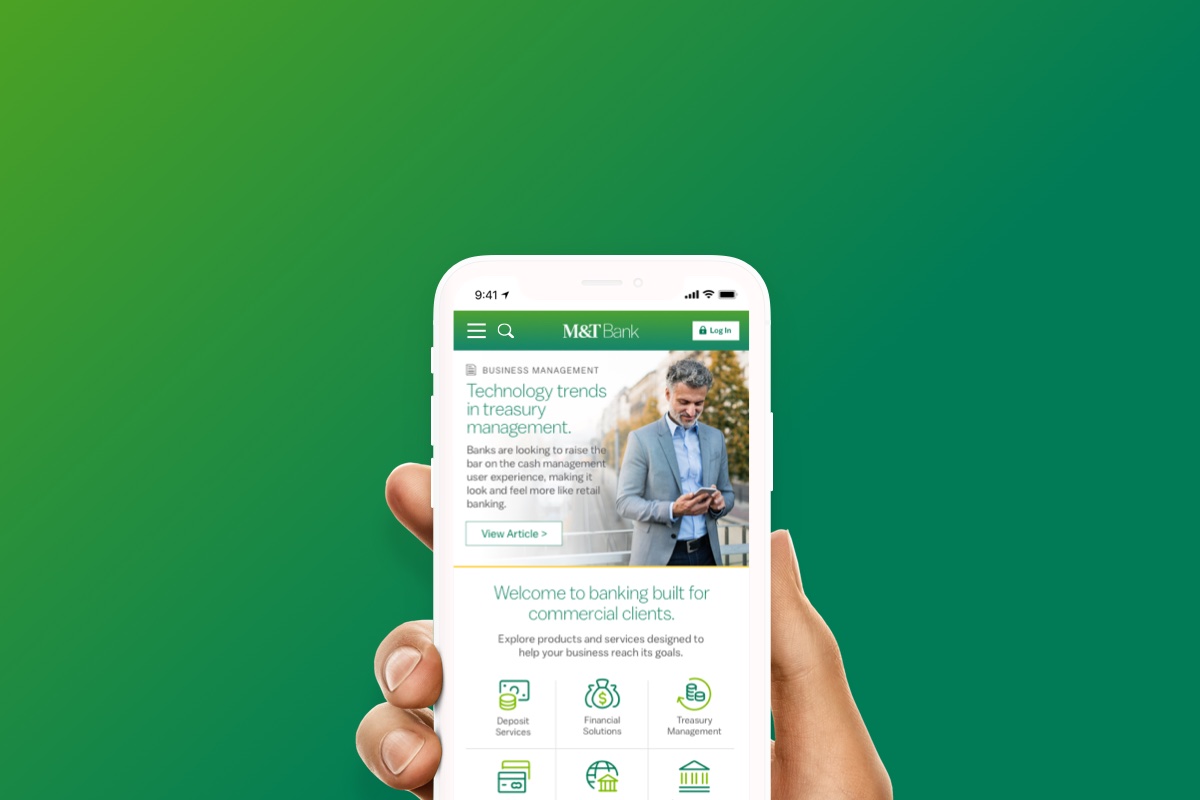 9:41
M&T Bank
Log In
BUSINESS MANAGEMENT
Technology trends
in treasury
management.
Banks are looking to raise the
bar on the cash management
user experience, making it
look and feel more like retail
banking.
View Article >
Welcome to banking built for
commercial clients.
Explore products and services designed to
help your business reach its goals.
Deposit
Services
Financial
Solutions
Treasury
Management